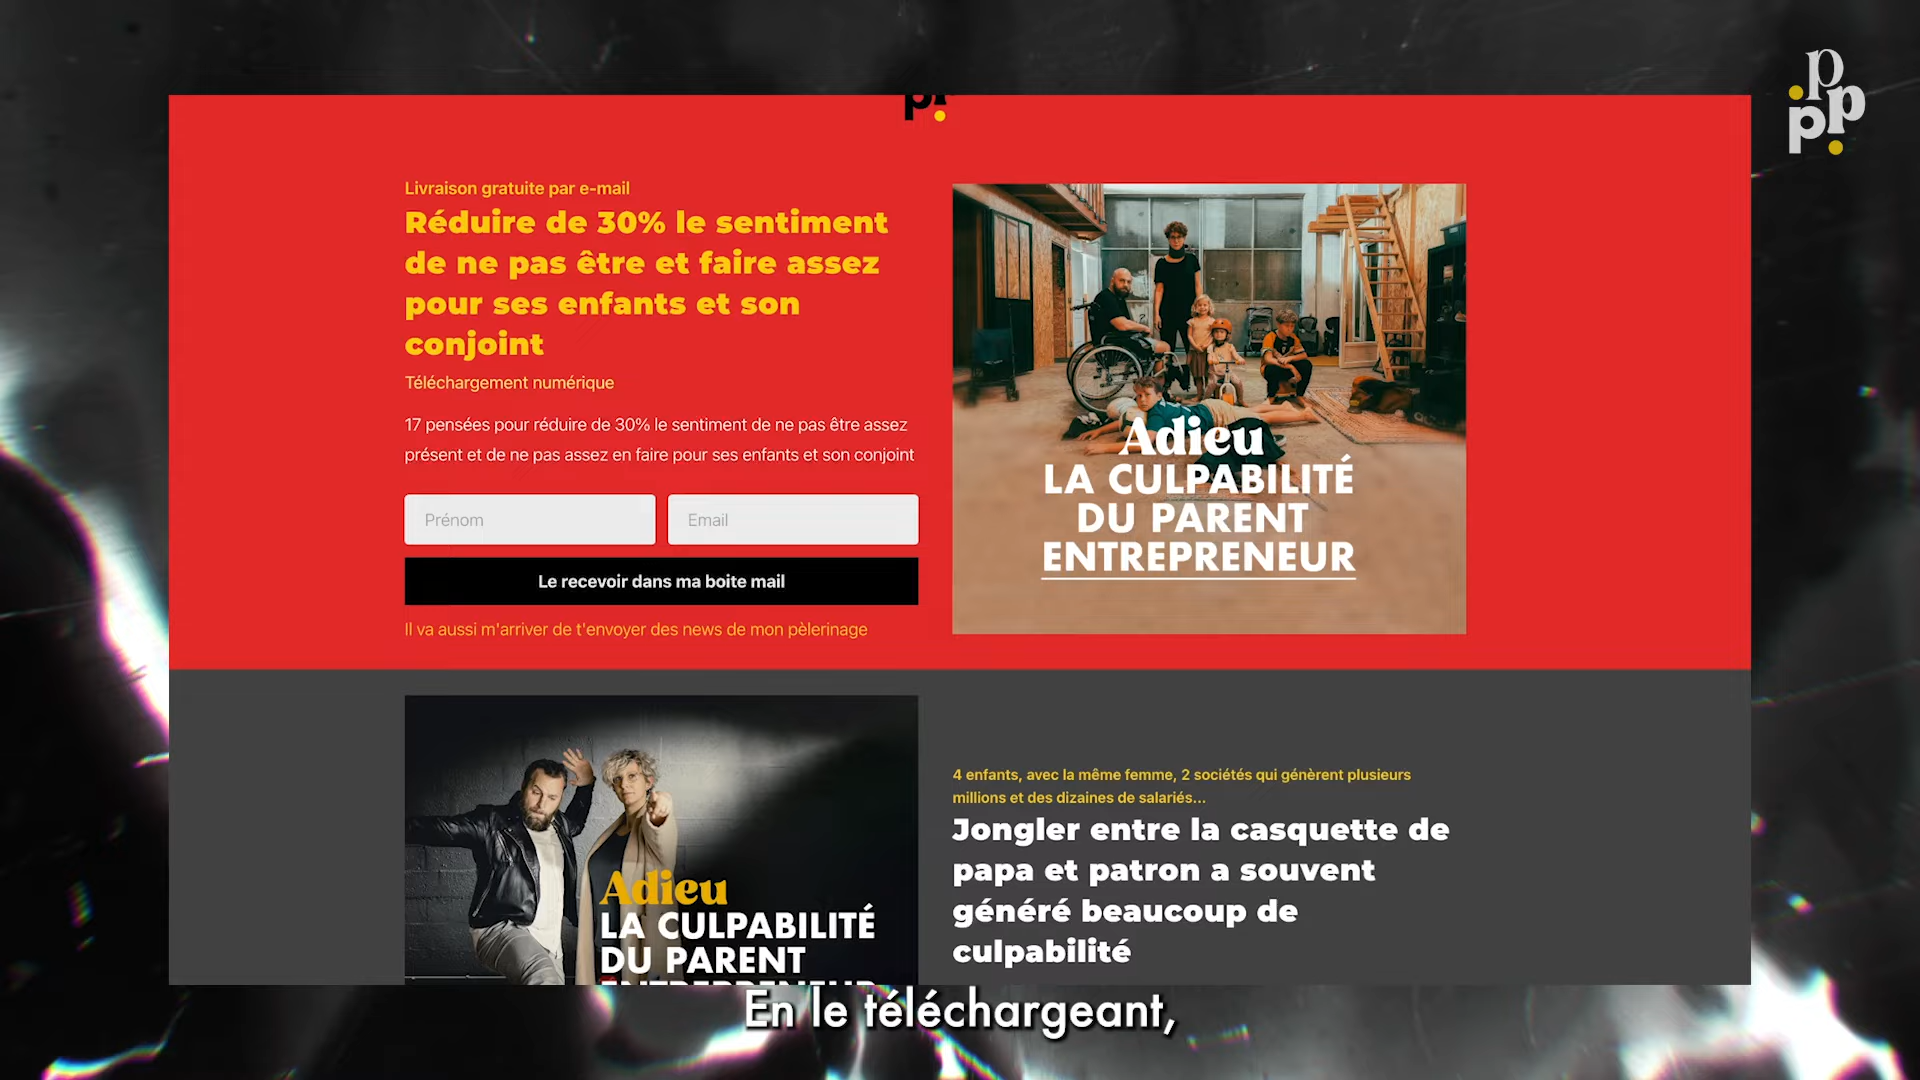 p
p
p
p.
Livraison gratuite par e-mail
Réduire de 30% le sentiment
de ne pas être et faire assez
pour ses enfants et son
conjoint
Téléchargement numérique
17 pensées pour réduire de 30% le sentiment de ne pas être assez
présent et de ne pas assez en faire pour ses enfants et son conjoint
Prénom
Email
Le recevoir dans ma boite mail
Il va aussi m'arriver de t'envoyer des news de mon pèlerinage
Adieu
LA CULPABILITÉ
DU PARENT
ENTREPRENEUR
Adieu
LA CULPABILITÉ
DU PARENT
ENTREPRENEUR
4 enfants, avec la même femme, 2 sociétés qui génèrent plusieurs
millions et des dizaines de salariés...
Jongler entre la casquette de
papa et patron a souvent
généré beaucoup de
culpabilité
En le téléchargeant,